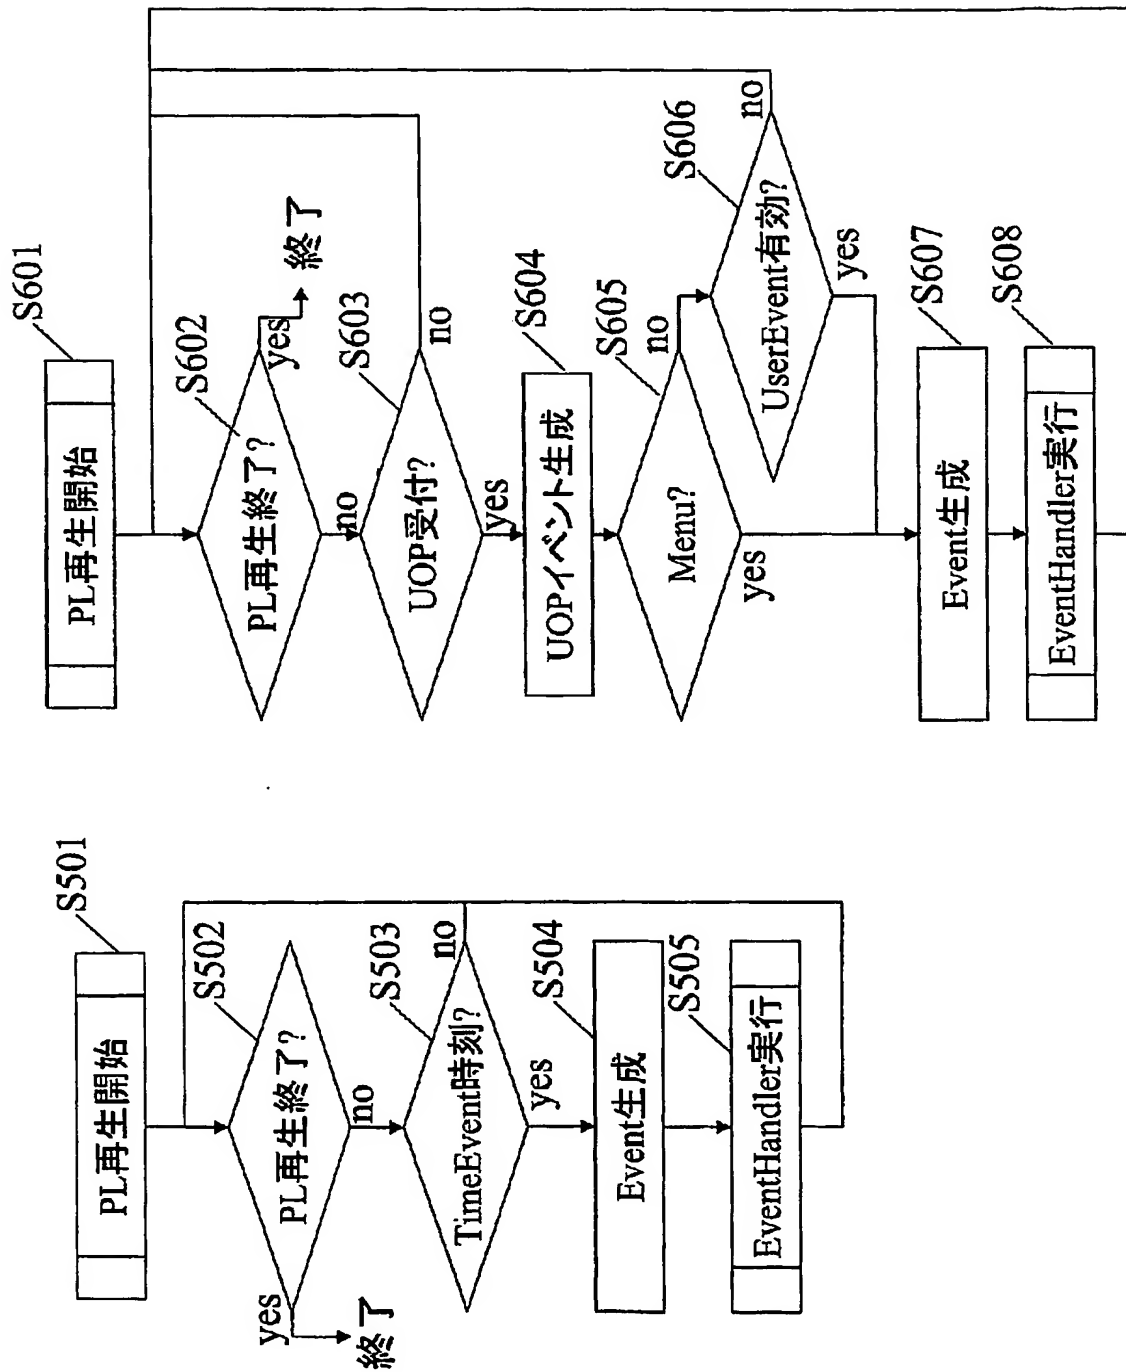 S501
PL再生開始
S502
PL再生終了?
yes
終了
no
S503
TimeEvent時刻?
no
yes
S504
Event生成
S505
EventHandler実行
S601
PL再生開始
S602
PL再生終了?
yes
終了
no
S603
UOP受付?
no
yes
S604
UOPイベント生成
S605
Menu?
no
yes
S606
UserEvent有効?
no
yes
S607
Event生成
S608
EventHandler実行